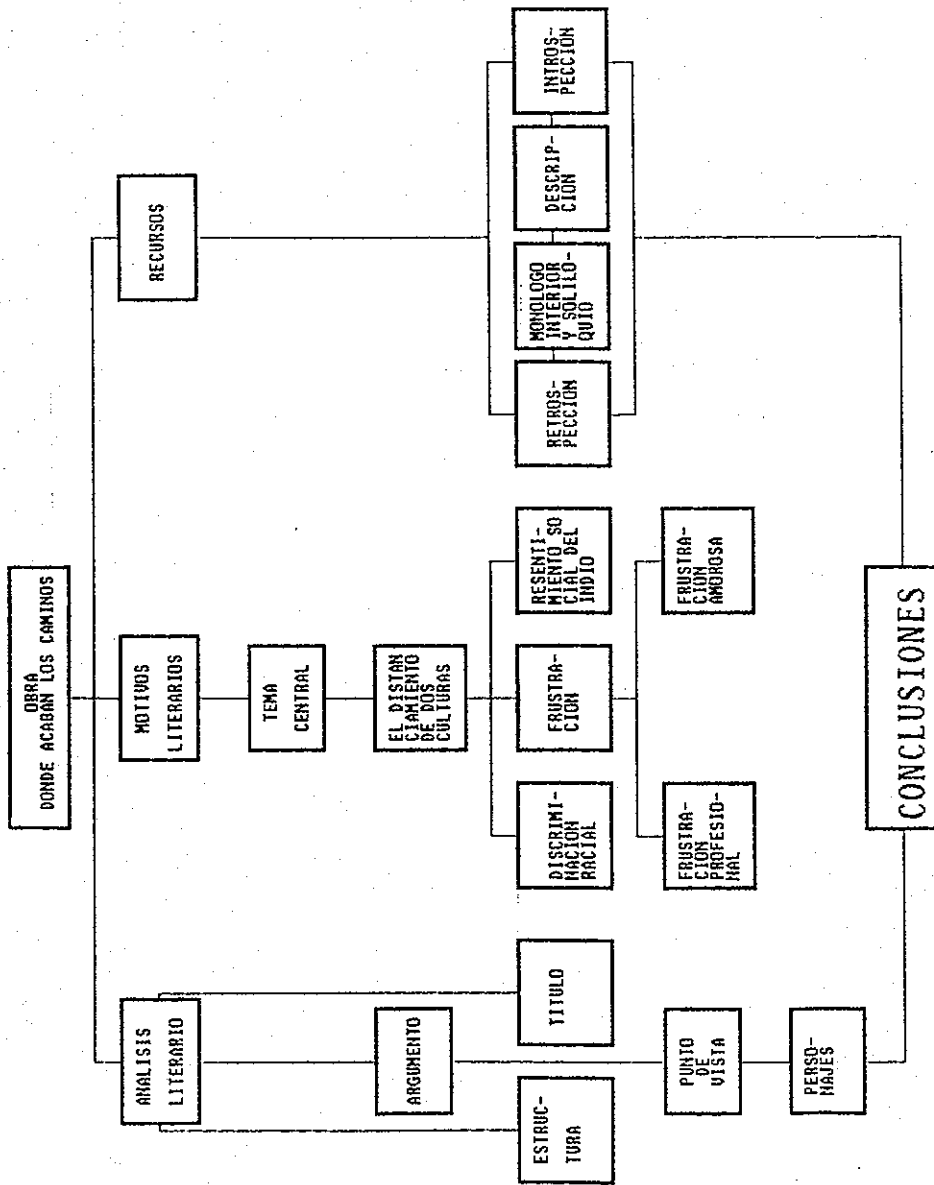 OBRA
DONDE ACABAN LOS CAMINOS
ANALISIS
LITERARIO
MOTIVOS
LITERARIOS
RECURSOS
TEMA
CENTRAL
ARGUMENTO
EL DISTAN
CIAMIENTO
DE DOS
CULTURAS
ESTRUC-
TURA
TITULO
DISCRIMI-
NACION
RACIAL
FRUSTRA-
CION
RESENTI-
MIENTO SO
CIAL DEL
INDIO
RETROS-
PECCION
MONOLOGO
INTERIOR
Y SOLILO-
QUIO
DESCRIP-
CION
INTROS-
PECCION
PUNTO
DE
VISTA
FRUSTRA-
CION
PROFESIO-
NAL
FRUSTRA-
CION
AMOROSA
PERSO-
NAJES
CONCLUSIONES